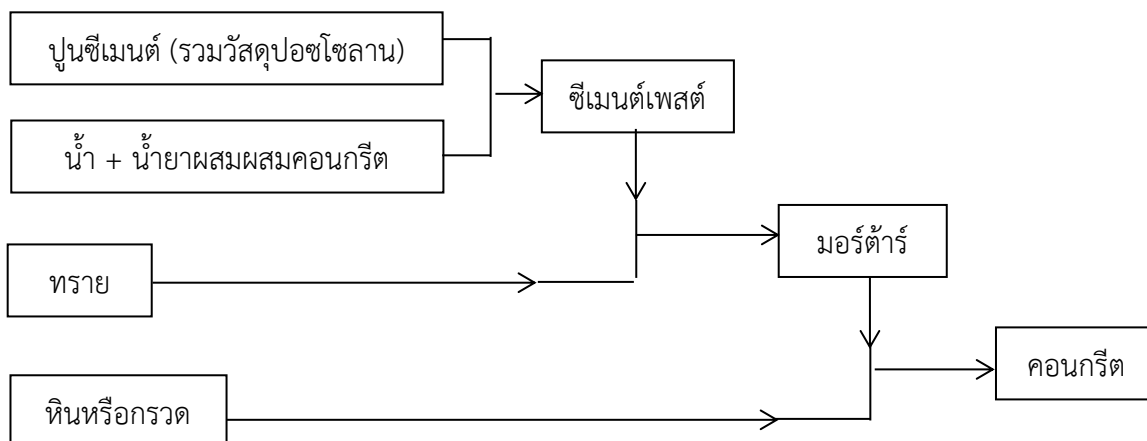 ปูนซีเมนต์ (รวมวัสดุปอซโซลาน)
ซีเมนต์เพสต์
น้ำ + น้ำยาผสมผสมคอนกรีต
มอร์ต้าร์
ทราย
คอนกรีต
หินหรือกรวด